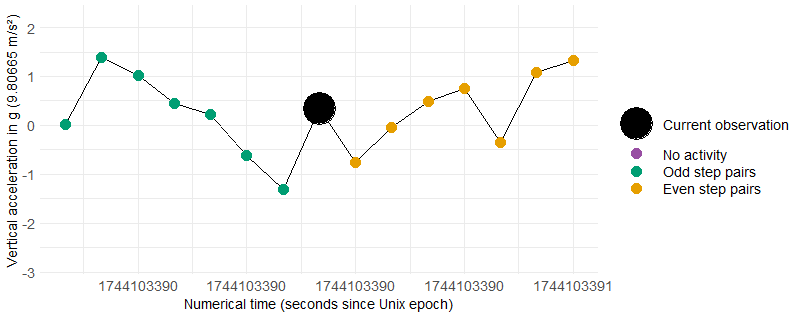 Vertical acceleration in g (9.80665 m/s²)
2
1
0
-1
-2
-3
1744103390 1744103390 1744103390 1744103390 1744103391
Numerical time (seconds since Unix epoch)
Current observation
No activity
Odd step pairs
Even step pairs